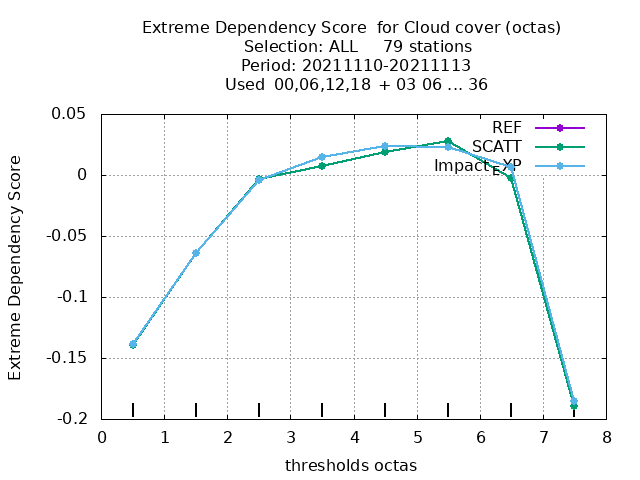 Extreme Dependency Score  for Cloud cover (octas)
Selection: ALL     79 stations
Period: 20211110-20211113
Used  00,06,12,18  + 03 06 ... 36
REF
SCATT
Impact_EXP
0.05
0
-0.05
-0.1
-0.15
-0.2
Extreme Dependency Score
0 1 2 3 4 5 6 7 8
thresholds octas